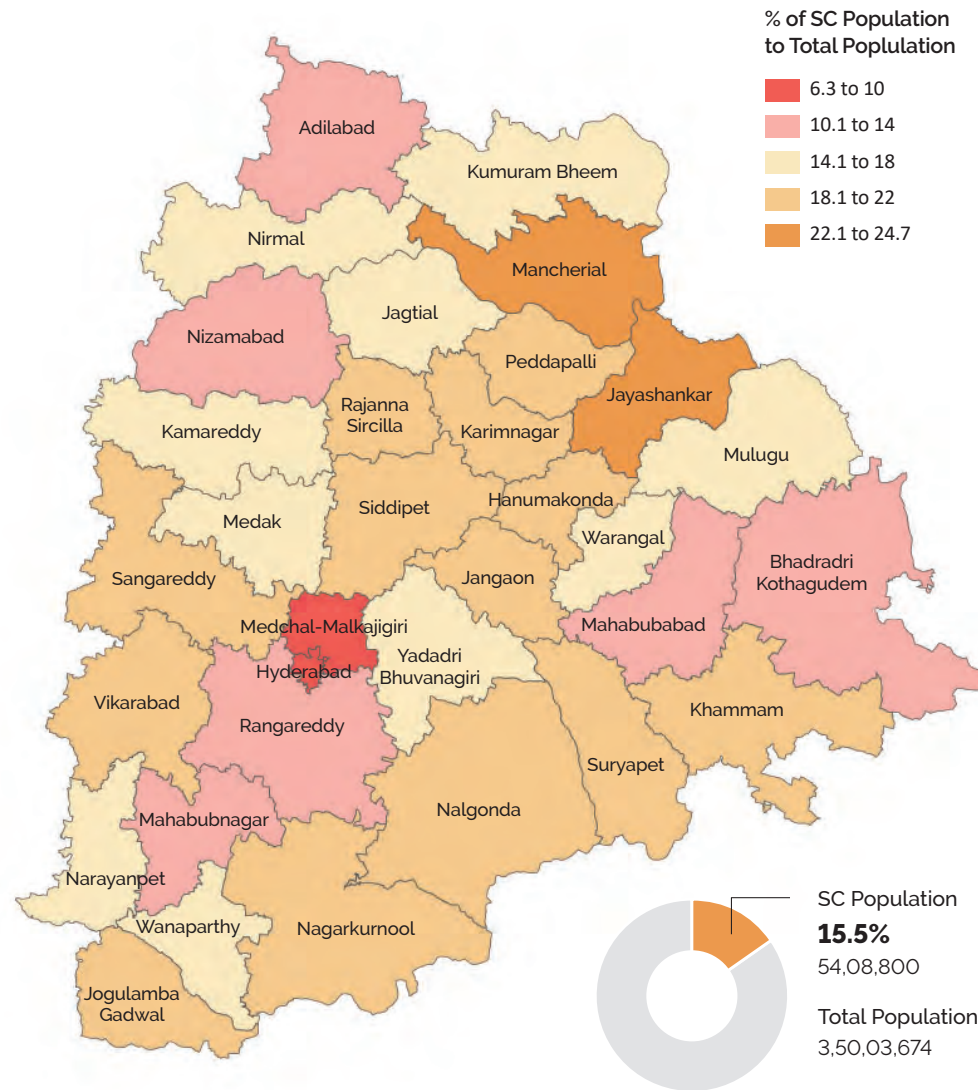 % of SC Population
to Total Poplulation
6.3 to 10
10.1 to 14
14.1 to 18
18.1 to 22
22.1 to 24.7
Adilabad
Kumuram Bheem
Nirmal
Mancherial
Jagtial
Nizamabad
Peddapalli
Jayashankar
Rajanna
Sircilla
Karimnagar
Kamareddy
Mulugu
Siddipet
Hanumakonda
Medak
Warangal
Bhadradri
Kothagudem
Sangareddy
Jangaon
Mahabubabad
Medchal-Malkajigiri
Yadadri
Bhuvanagiri
Hyderabad
Vikarabad
Khammam
Rangareddy
Suryapet
Nalgonda
Mahabubnagar
Narayanpet
Wanaparthy
Nagarkurnool
Jogulamba
Gadwal
SC Population
15.5%
54,08,800
Total Population
3,50,03,674